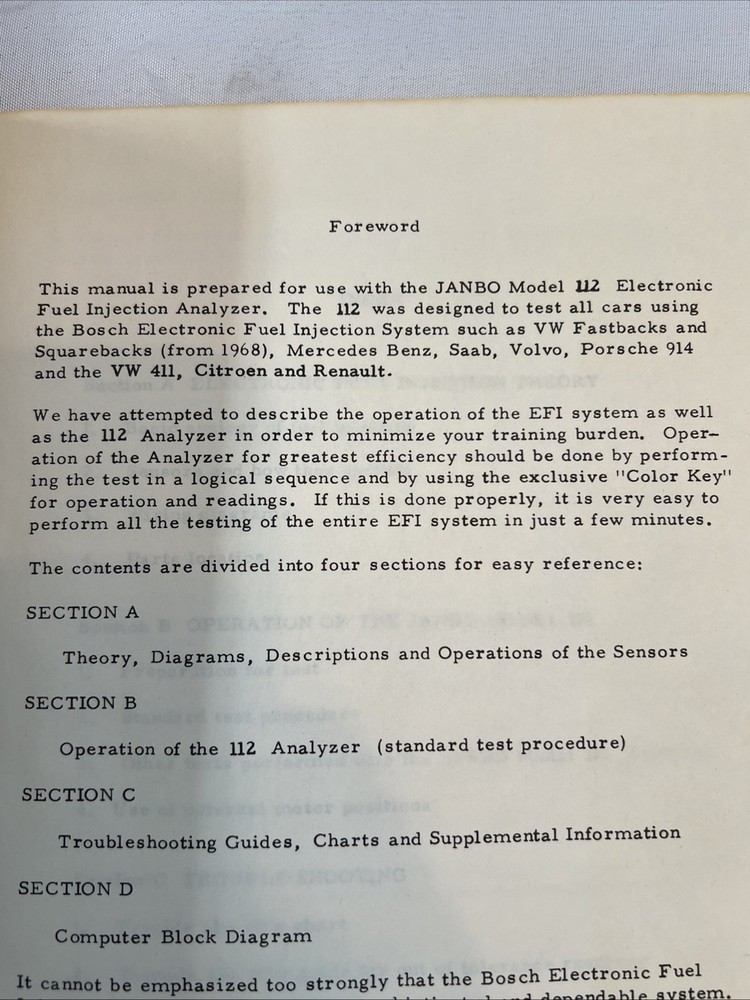 Foreword
This manual is prepared for use with the JANBO Model 112 Electronic
Fuel Injection Analyzer. The 112 was designed to test all cars using
the Bosch Electronic Fuel Injection System such as VW Fastbacks and
Squarebacks (from 1968), Mercedes Benz, Saab, Volvo, Porsche 914
and the VW 411, Citroen and Renault.
We have attempted to describe the operation of the EFI system as well
as the 112 Analyzer in order to minimize your training burden. Oper-
ation of the Analyzer for greatest efficiency should be done by perform-
ing the test in a logical sequence and by using the exclusive "Color Key"
for operation and readings. If this is done properly, it is very easy to
perform all the testing of the entire EFI system in just a few minutes.
The contents are divided into four sections for easy reference:
SECTION A
Theory, Diagrams, Descriptions and Operations of the Sensors
SECTION B
Operation of the 112 Analyzer (standard test procedure)
SECTION C
Troubleshooting Guides, Charts and Supplemental Information
SECTION D
Computer Block Diagram
It cannot be emphasized too strongly that the Bosch Electronic Fuel
and dependable system.